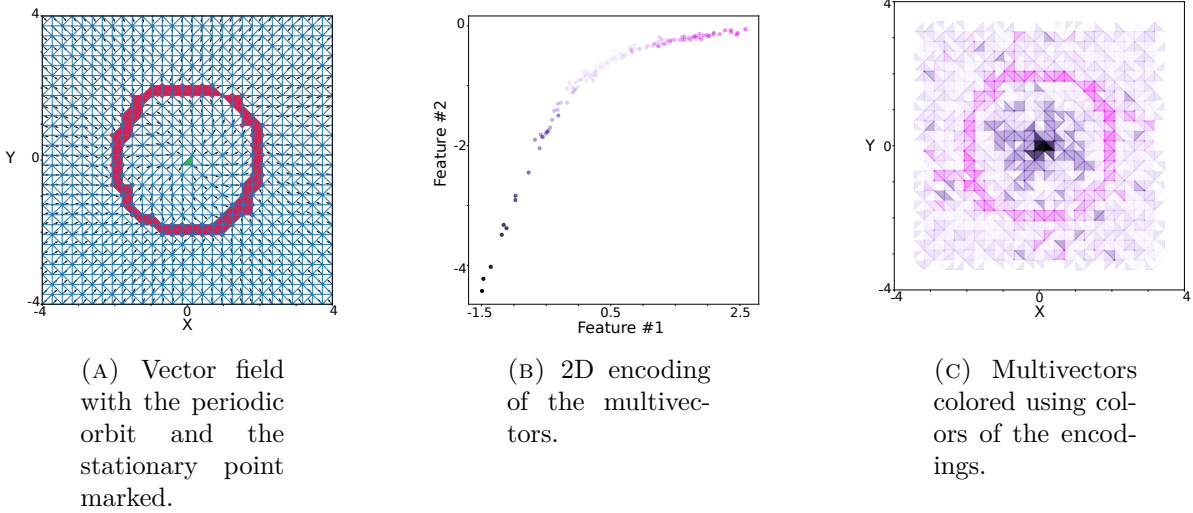 4
Y
0
-4
-4
0
4
X
0
Feature #2
-2
-4
-1.5
0.5
2.5
Feature #1
4
Y
0
-4
-4
0
4
X
(A) Vector field
with the periodic
orbit and the
stationary point
marked.
(B) 2D encoding
of the multivec-
tors.
(C) Multivectors
colored using col-
ors of the encod-
ings.